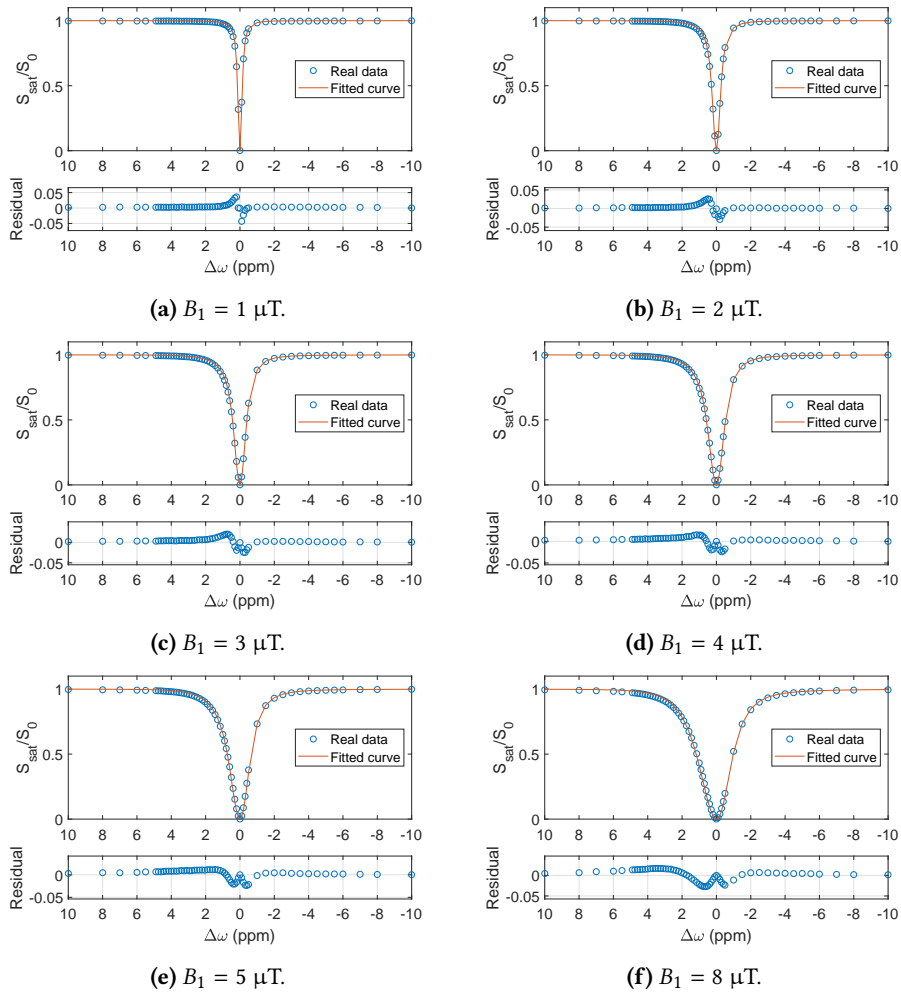 S_sat/S_0
1
0.5
0
Real data
Fitted curve
10 8 6 4 2 0 -2 -4 -6 -8 -10
Residual
0.05
0
-0.05
10 8 6 4 2 0 -2 -4 -6 -8 -10
Δω (ppm)
(a) B₁ = 1 μT.
S_sat/S_0
1
0.5
0
Real data
Fitted curve
10 8 6 4 2 0 -2 -4 -6 -8 -10
Residual
0.05
0
-0.05
10 8 6 4 2 0 -2 -4 -6 -8 -10
Δω (ppm)
(b) B₁ = 2 μT.
S_sat/S_0
1
0.5
0
Real data
Fitted curve
10 8 6 4 2 0 -2 -4 -6 -8 -10
Residual
0
-0.05
10 8 6 4 2 0 -2 -4 -6 -8 -10
Δω (ppm)
(c) B₁ = 3 μT.
S_sat/S_0
1
0.5
0
Real data
Fitted curve
10 8 6 4 2 0 -2 -4 -6 -8 -10
Residual
0
-0.05
10 8 6 4 2 0 -2 -4 -6 -8 -10
Δω (ppm)
(d) B₁ = 4 μT.
S_sat/S_0
1
0.5
0
Real data
Fitted curve
10 8 6 4 2 0 -2 -4 -6 -8 -10
Residual
0
-0.05
10 8 6 4 2 0 -2 -4 -6 -8 -10
Δω (ppm)
(e) B₁ = 5 μT.
S_sat/S_0
1
0.5
0
Real data
Fitted curve
10 8 6 4 2 0 -2 -4 -6 -8 -10
Residual
0
-0.05
10 8 6 4 2 0 -2 -4 -6 -8 -10
Δω (ppm)
(f) B₁ = 8 μT.